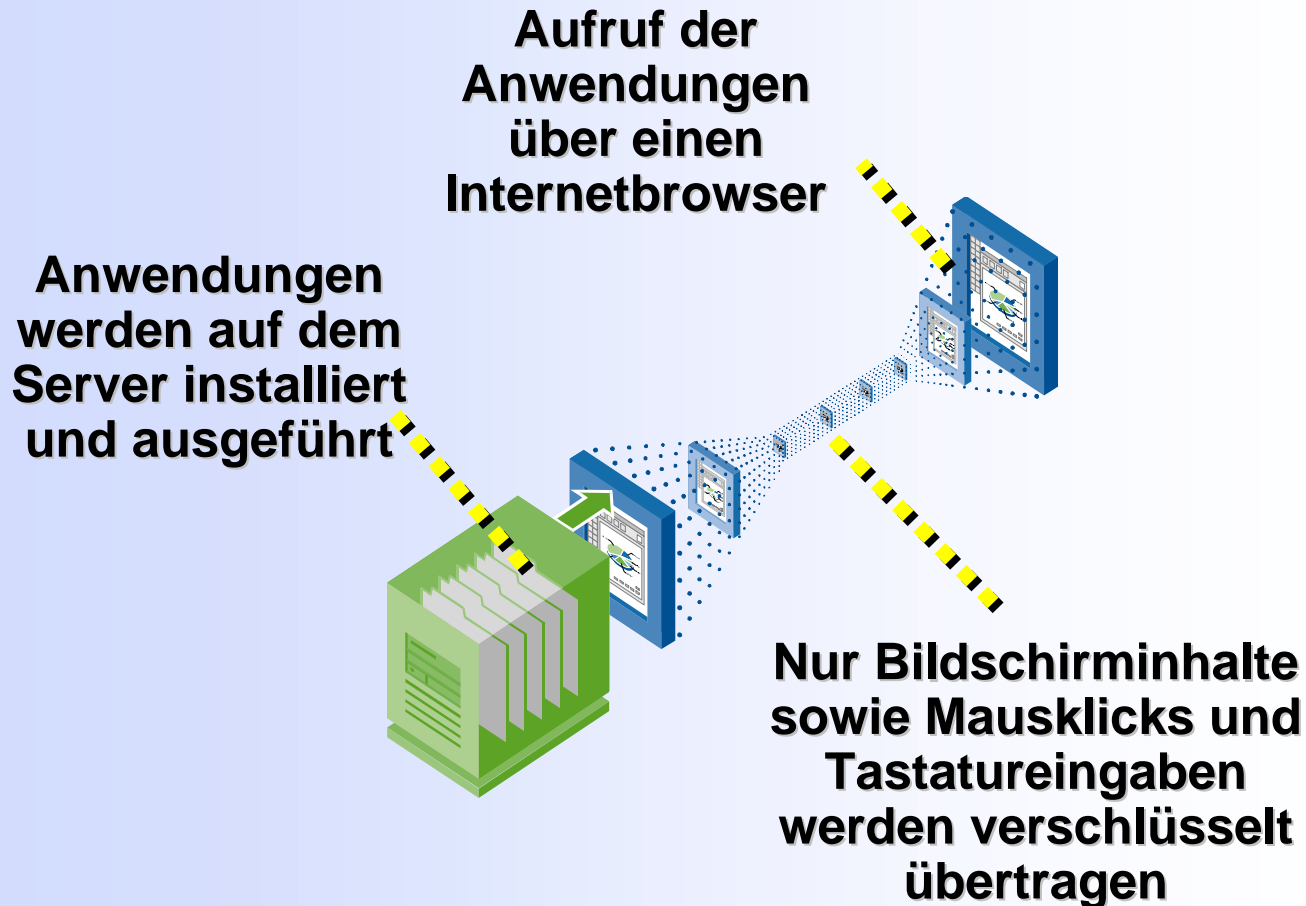 Aufruf der
Anwendungen
über einen
Internetbrowser
Anwendungen
werden auf dem
Server installiert
und ausgeführt
Nur Bildschirminhalte
sowie Mausklicks und
Tastatureingaben
werden verschlüsselt
übertragen